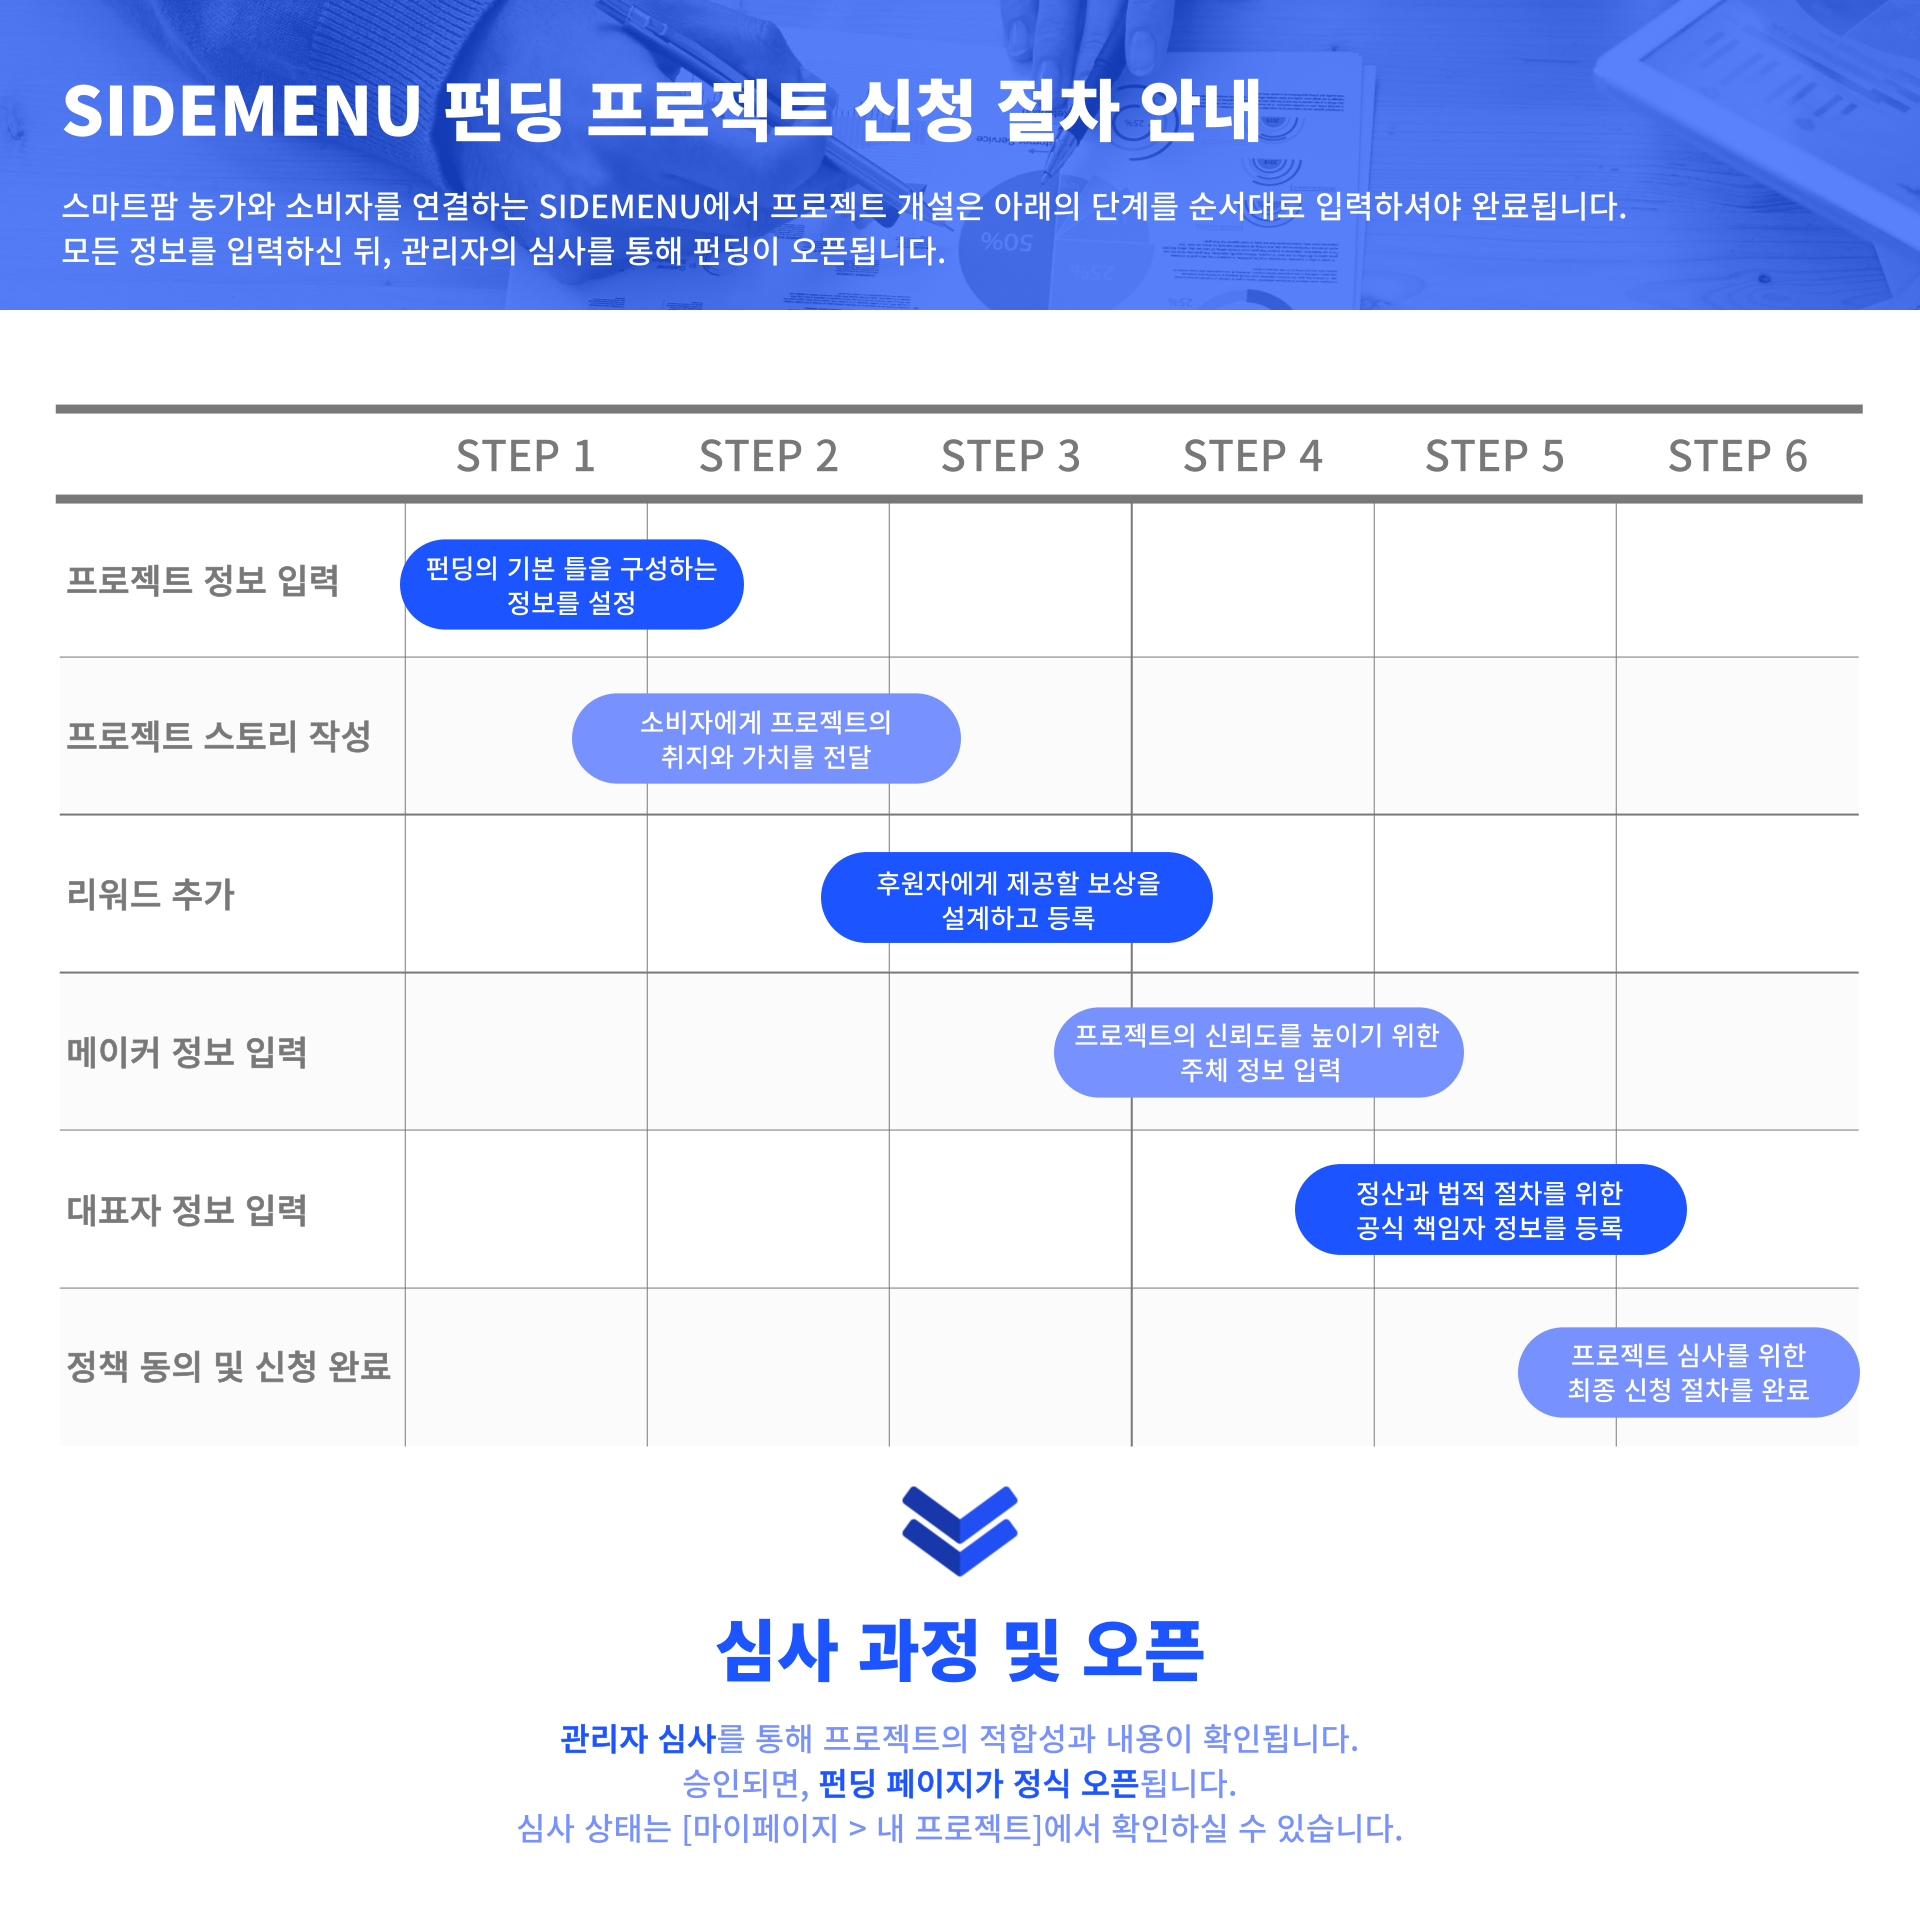 SIDEMENU 펀딩 프로젝트 신청 절차 안내
스마트팜 농가와 소비자를 연결하는 SIDEMENU에서 프로젝트 개설은 아래의 단계를 순서대로 입력하셔야 완료됩니다.
모든 정보를 입력하신 뒤, 관리자의 심사를 통해 펀딩이 오픈됩니다.
STEP 1 STEP 2 STEP 3 STEP 4 STEP 5 STEP 6
프로젝트 정보 입력
펀딩의 기본 틀을 구성하는
정보를 설정
프로젝트 스토리 작성
소비자에게 프로젝트의
취지와 가치를 전달
리워드 추가
후원자에게 제공할 보상을
설계하고 등록
메이커 정보 입력
프로젝트의 신뢰도를 높이기 위한
주체 정보 입력
대표자 정보 입력
정산과 법적 절차를 위한
공식 책임자 정보를 등록
정책 동의 및 신청 완료
프로젝트 심사를 위한
최종 신청 절차를 완료
심사 과정 및 오픈
관리자 심사를 통해 프로젝트의 적합성과 내용이 확인됩니다.
승인되면, 펀딩 페이지가 정식 오픈됩니다.
심사 상태는 [마이페이지 > 내 프로젝트]에서 확인하실 수 있습니다.